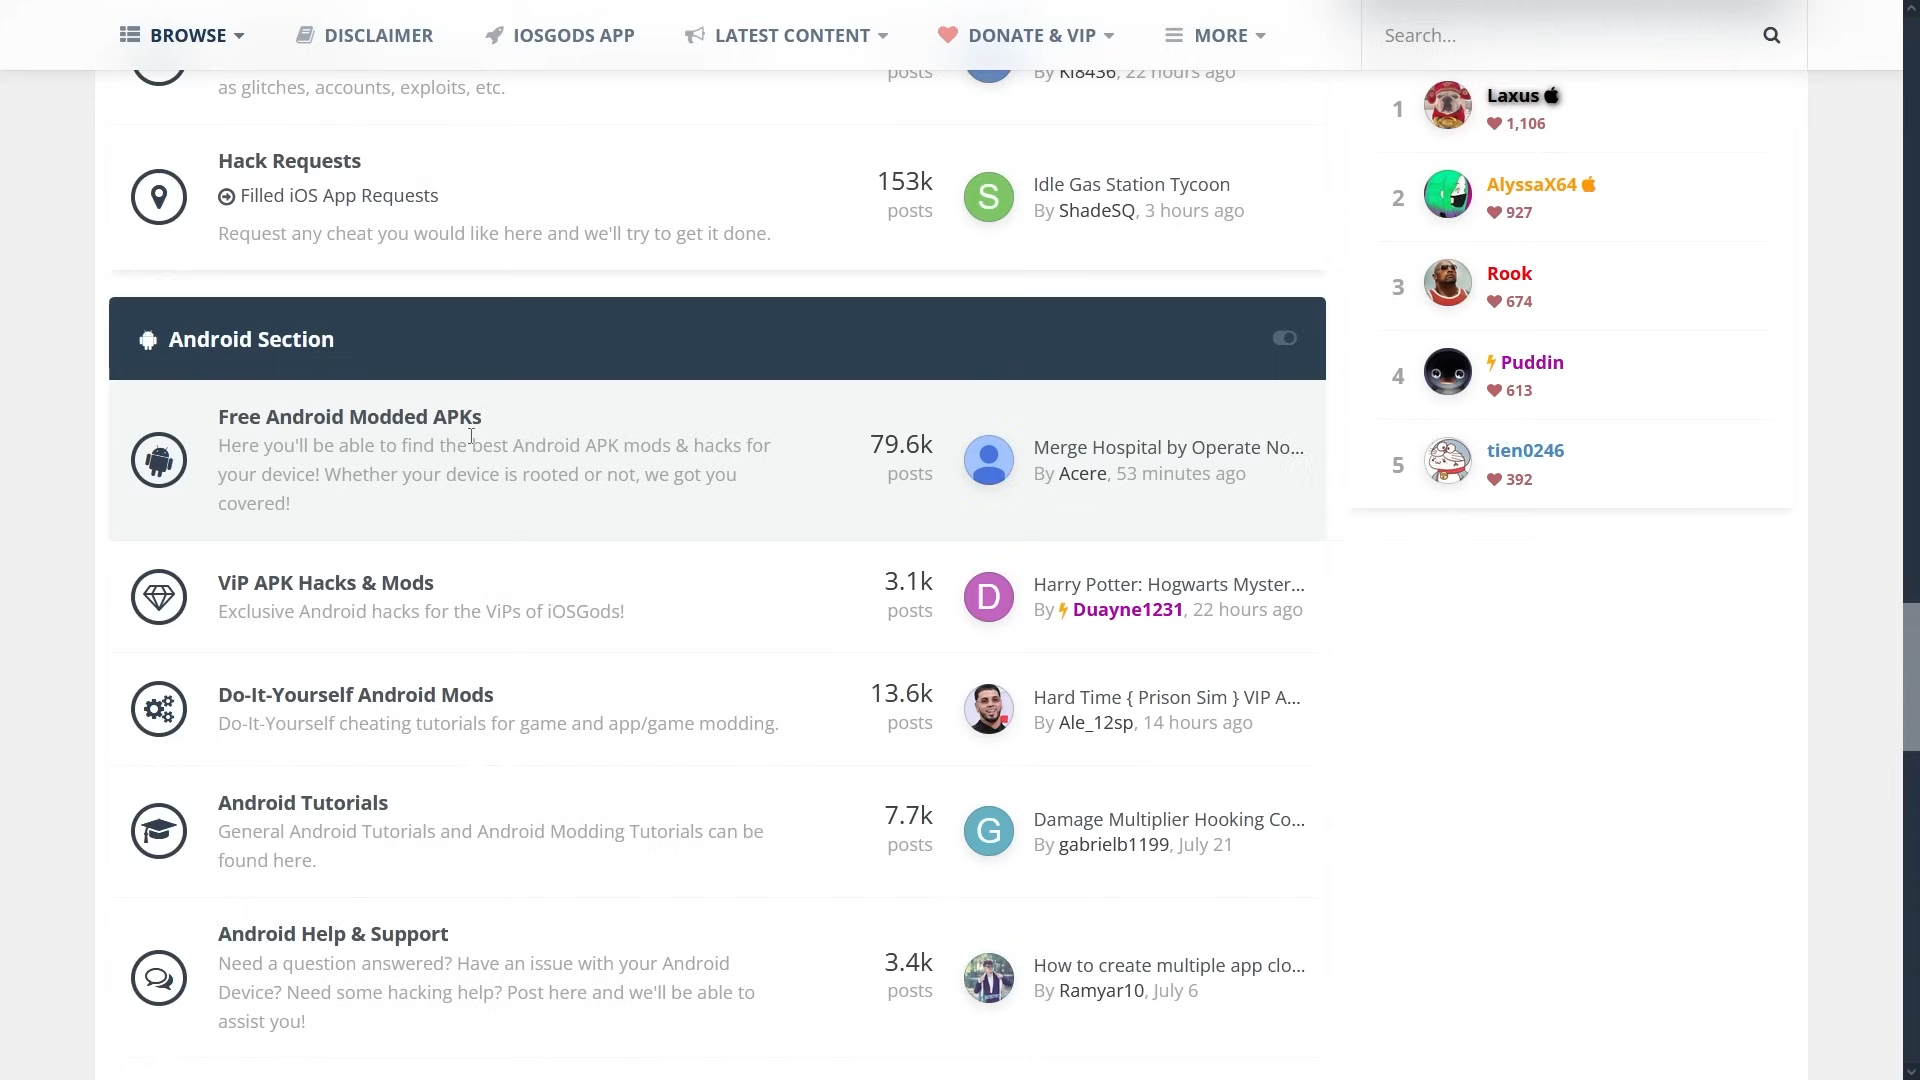 BROWSE
DISCLAIMER
IOSGODS APP
LATEST CONTENT
DONATE & VIP
MORE
Search...
posts
By KI8436, 22 hours ago
as glitches, accounts, exploits, etc.
Hack Requests
Filled iOS App Requests
Request any cheat you would like here and we'll try to get it done.
153k
posts
S
Idle Gas Station Tycoon
By ShadeSQ, 3 hours ago
Android Section
Free Android Modded APKs
Here you'll be able to find the best Android APK mods & hacks for
your device! Whether your device is rooted or not, we got you
covered!
79.6k
posts
Merge Hospital by Operate No...
By Acere, 53 minutes ago
ViP APK Hacks & Mods
Exclusive Android hacks for the ViPs of iOSGods!
3.1k
posts
D
Harry Potter: Hogwarts Myster...
By Duayne1231, 22 hours ago
Do-It-Yourself Android Mods
Do-It-Yourself cheating tutorials for game and app/game modding.
13.6k
posts
Hard Time { Prison Sim } VIP A...
By Ale_12sp, 14 hours ago
Android Tutorials
General Android Tutorials and Android Modding Tutorials can be
found here.
7.7k
posts
G
Damage Multiplier Hooking Co...
By gabrielb1199, July 21
Android Help & Support
Need a question answered? Have an issue with your Android
Device? Need some hacking help? Post here and we'll be able to
assist you!
3.4k
posts
How to create multiple app clo...
By Ramyar10, July 6
1
Laxus
1,106
2
AlyssaX64
927
3
Rook
674
4
Puddin
613
5
tien0246
392